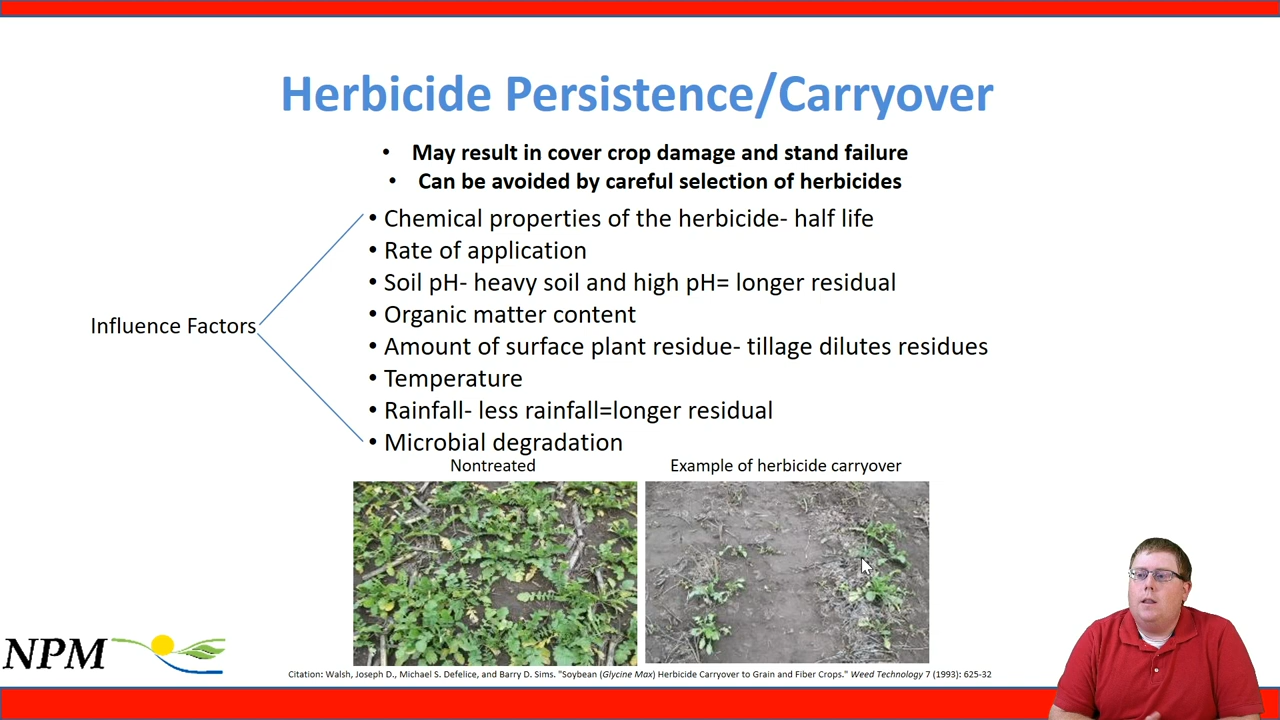 Herbicide Persistence/Carryover
• May result in cover crop damage and stand failure
• Can be avoided by careful selection of herbicides
Influence Factors
• Chemical properties of the herbicide- half life
• Rate of application
• Soil pH- heavy soil and high pH= longer residual
• Organic matter content
• Amount of surface plant residue- tillage dilutes residues
• Temperature
• Rainfall- less rainfall=longer residual
• Microbial degradation
Nontreated
Example of herbicide carryover
NPM
Citation: Walsh, Joseph D., Michael S. Defelice, and Barry D. Sims. "Soybean (Glycine Max) Herbicide Carryover to Grain and Fiber Crops." Weed Technology 7 (1993): 625-32